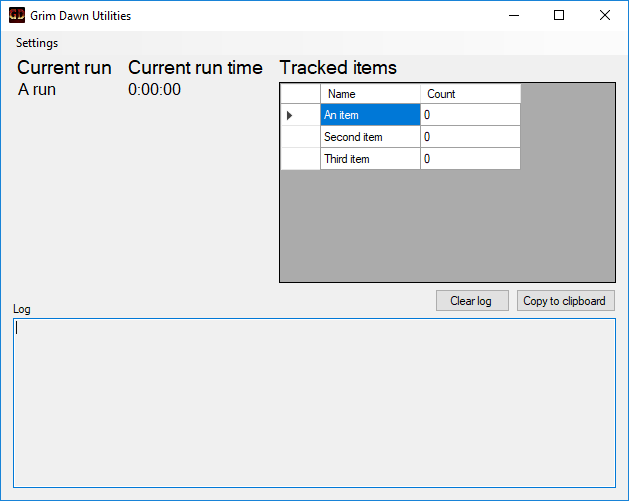 GD Grim Dawn Utilities
Settings
Current run Current run time Tracked items
A run 0:00:00
Name Count
An item 0
Second item 0
Third item 0
Clear log Copy to clipboard
Log